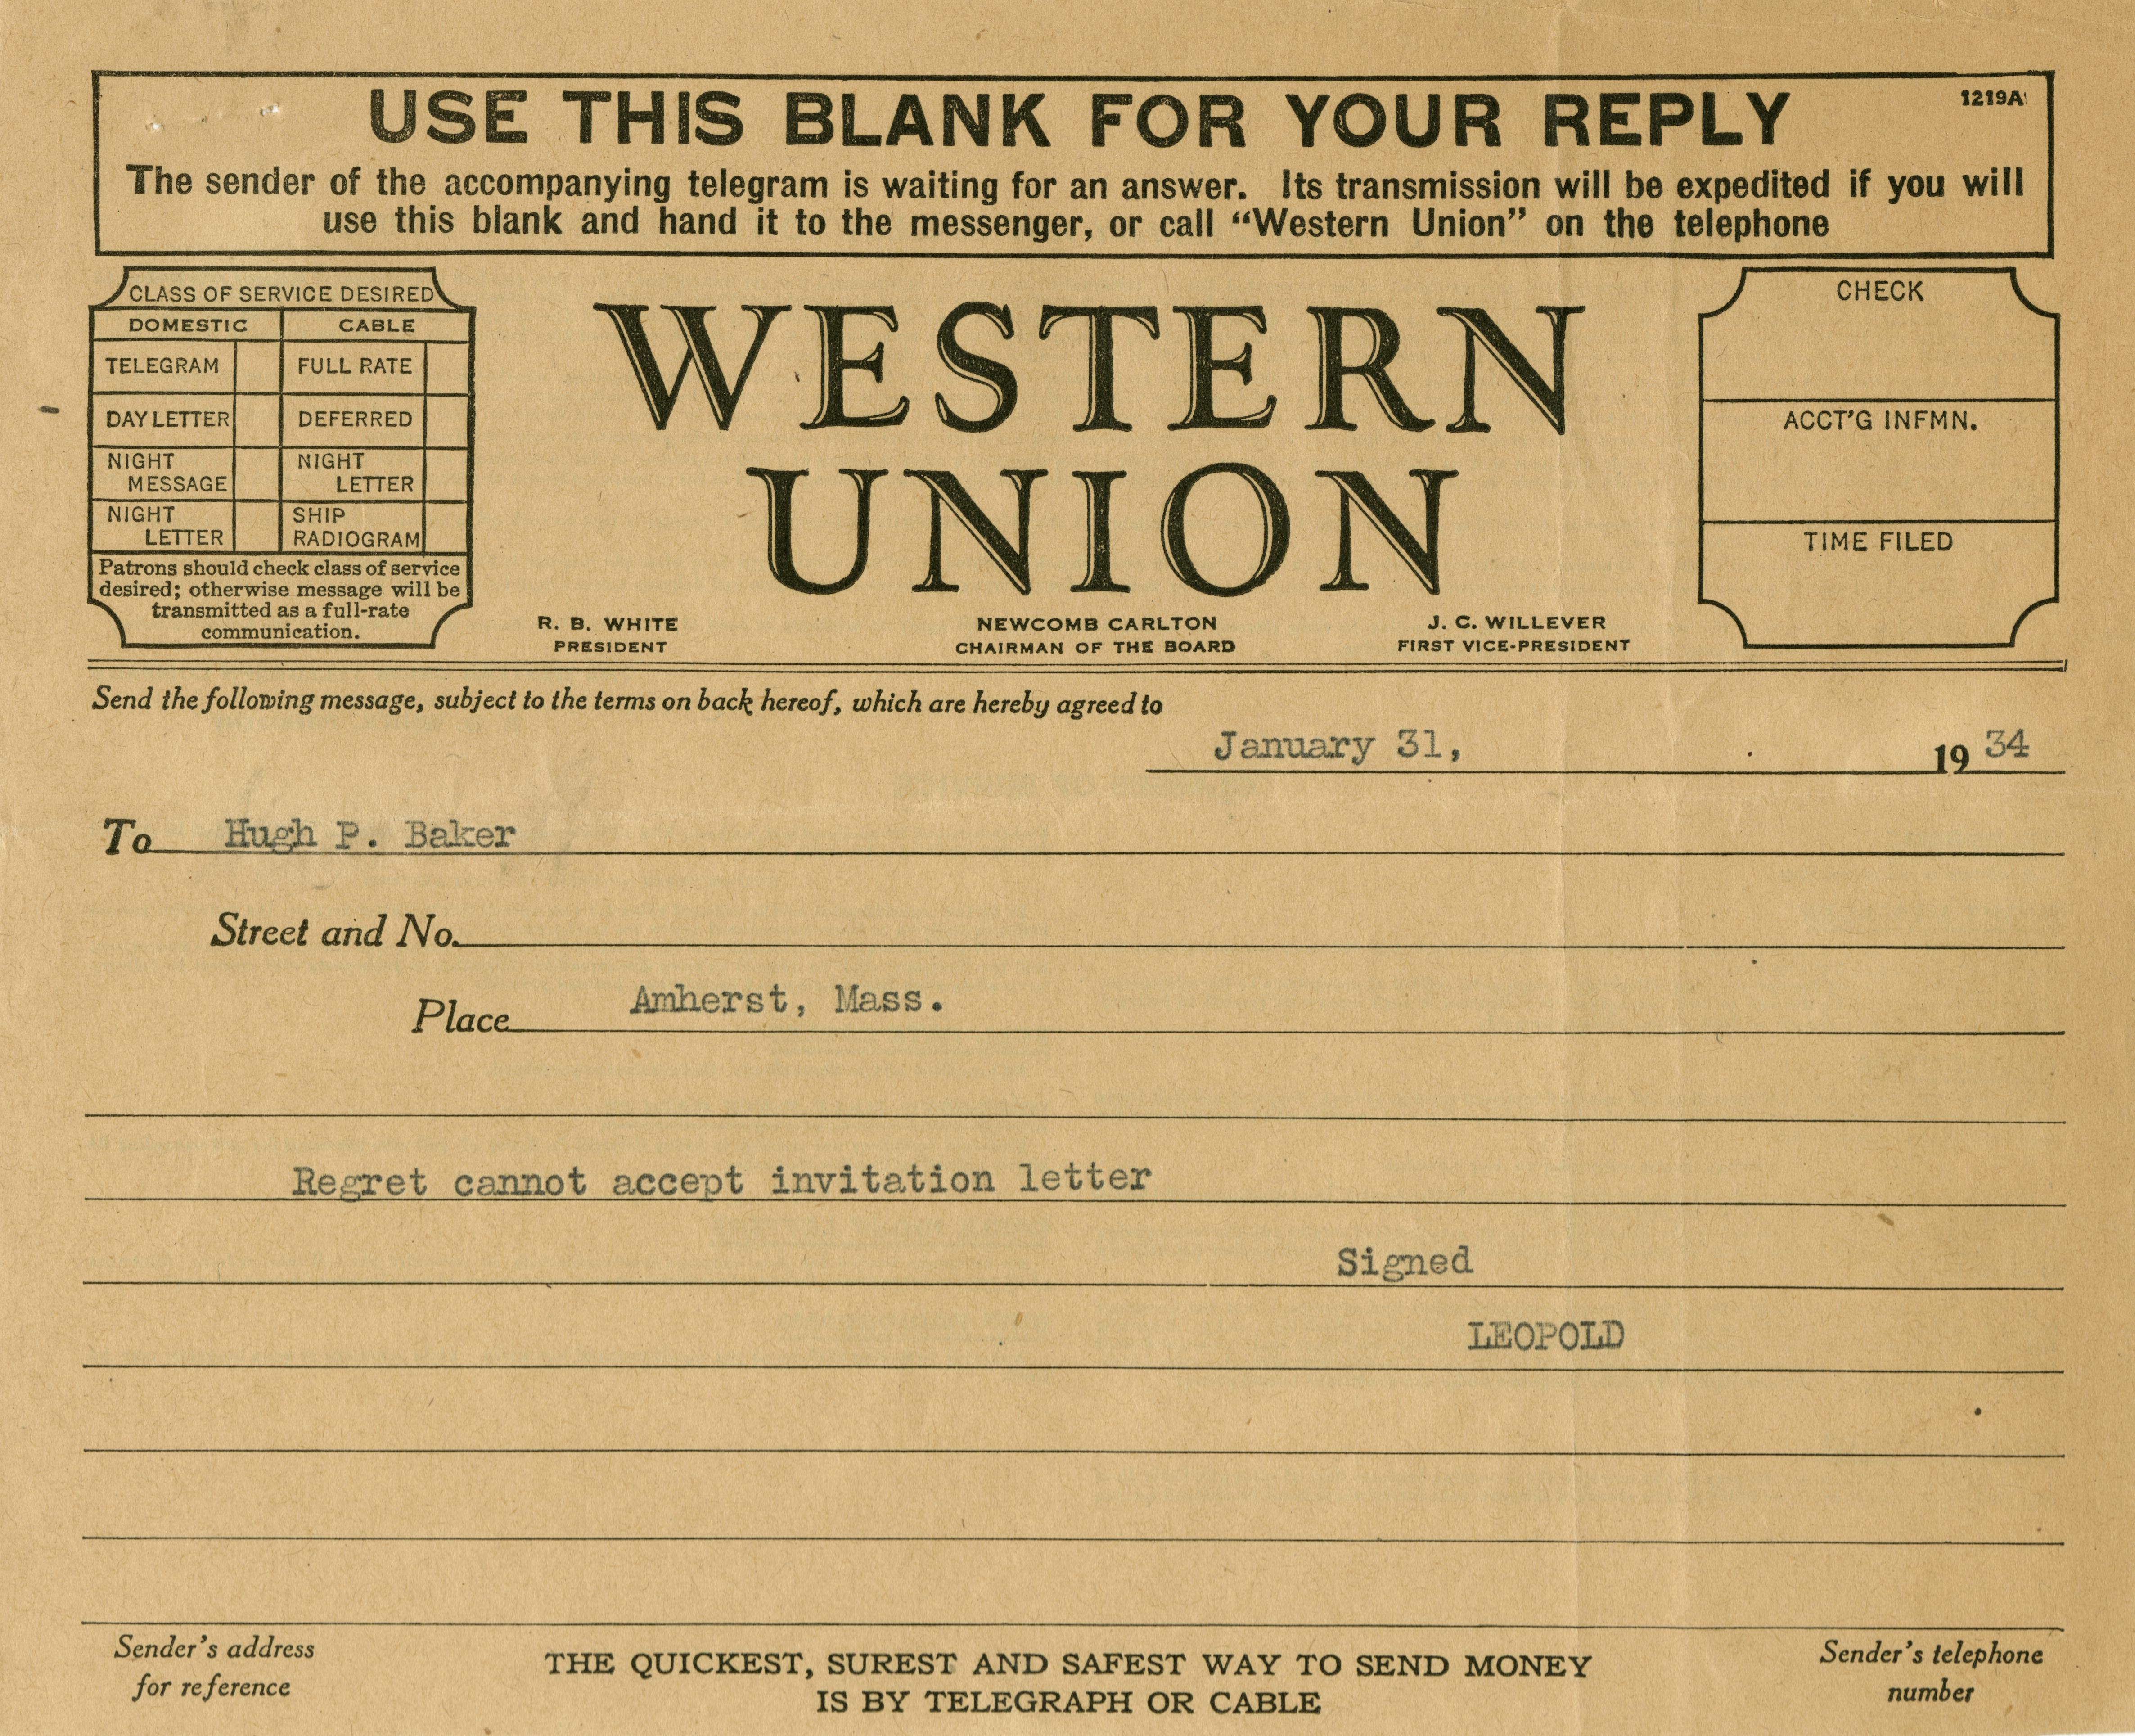 USE THIS BLANK FOR YOUR REPLY
1219A
The sender of the accompanying telegram is waiting for an answer. Its transmission will be expedited if you will
use this blank and hand it to the messenger, or call “Western Union” on the telephone
CLASS OF SERVICE DESIRED
DOMESTIC CABLE
TELEGRAM FULL RATE
DAY LETTER DEFERRED
NIGHT MESSAGE NIGHT LETTER
NIGHT LETTER SHIP RADIOGRAM
Patrons should check class of service
desired; otherwise message will be
transmitted as a full-rate
communication.
WESTERN
UNION
R. B. WHITE
PRESIDENT
NEWCOMB CARLTON
CHAIRMAN OF THE BOARD
J. C. WILLEVER
FIRST VICE-PRESIDENT
CHECK
ACCT'G INFMN.
TIME FILED
Send the following message, subject to the terms on back hereof, which are hereby agreed to
January 31, 19 34
To Hugh P. Baker
Street and No.
Place Amherst, Mass.
Regret cannot accept invitation letter
Signed
LEOPOLD
Sender's address
for reference
THE QUICKEST, SUREST AND SAFEST WAY TO SEND MONEY
IS BY TELEGRAPH OR CABLE
Sender's telephone
number